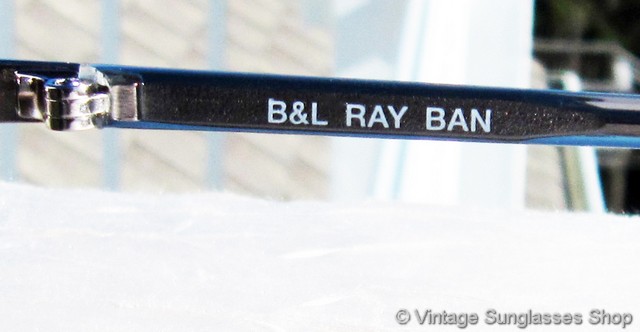 B&L RAY BAN
© Vintage Sunglasses Shop